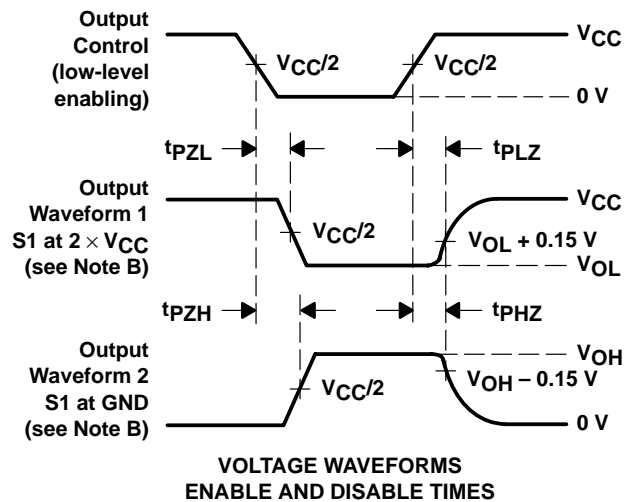 Output
Control
(low-level
enabling)
VCC/2
VCC/2
VCC
0 V
tPZL
tPLZ
Output
Waveform 1
S1 at 2 × VCC
(see Note B)
VCC/2
VCC
VOL + 0.15 V
VOL
tPZH
tPHZ
Output
Waveform 2
S1 at GND
(see Note B)
VCC/2
VOH
VOH – 0.15 V
0 V
VOLTAGE WAVEFORMS
ENABLE AND DISABLE TIMES